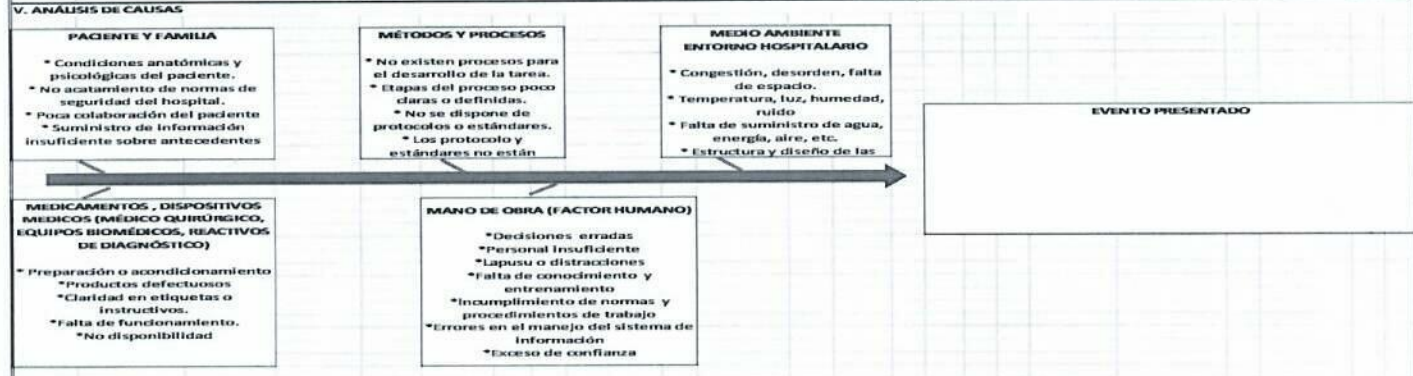 V. ANÁLISIS DE CAUSAS
PACIENTE Y FAMILIA
* Condiciones anatómicas y
psicológicas del paciente.
* No acatamiento de normas de
seguridad del hospital.
* Poca colaboración del paciente
* Suministro de información
insuficiente sobre antecedentes
MÉTODOS Y PROCESOS
* No existen procesos para
el desarrollo de la tarea.
* Etapas del proceso poco
claras o definidas.
* No se dispone de
protocolos o estándares.
* Los protocolo y
estándares no están
MEDIO AMBIENTE
ENTORNO HOSPITALARIO
* Congestión, desorden, falta
de espacio.
* Temperatura, luz, humedad,
ruido
* Falta de suministro de agua,
energía, aire, etc.
* Estructura y diseño de las
EVENTO PRESENTADO
MEDICAMENTOS , DISPOSITIVOS
MEDICOS (MÉDICO QUIRÚRGICO,
EQUIPOS BIOMÉDICOS, REACTIVOS
DE DIAGNÓSTICO)
* Preparación o acondicionamiento
*Productos defectuosos
*Claridad en etiquetas o
instructivos.
*Falta de funcionamiento.
*No disponibilidad
MANO DE OBRA (FACTOR HUMANO)
*Decisiones erradas
*Personal insuficiente
*Lapusu o distracciones
*Falta de conocimiento y
entrenamiento
*Incumplimiento de normas y
procedimientos de trabajo
*Errores en el manejo del sistema de
información
*Exceso de confianza